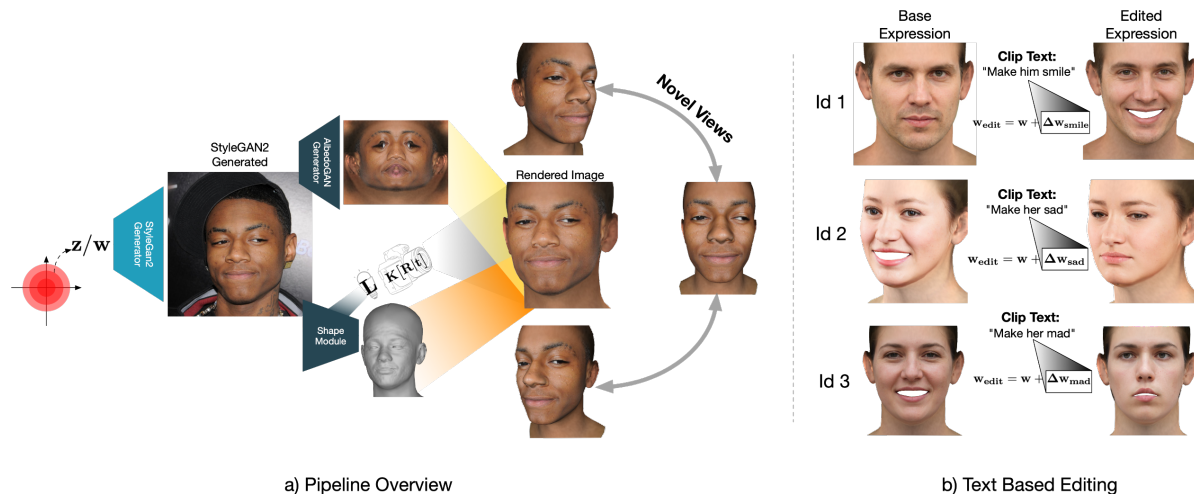 z/w
StyleGan2
Generator
StyleGAN2
Generated
AlbedoGAN
Generator
L
K[R|t]
Shape
Module
Rendered Image
Novel Views
a) Pipeline Overview
Base
Expression
Edited
Expression
Id 1
Clip Text:
"Make him smile"
w_edit = w + Δw_smile
Id 2
Clip Text:
"Make her sad"
w_edit = w + Δw_sad
Id 3
Clip Text:
"Make her mad"
w_edit = w + Δw_mad
b) Text Based Editing